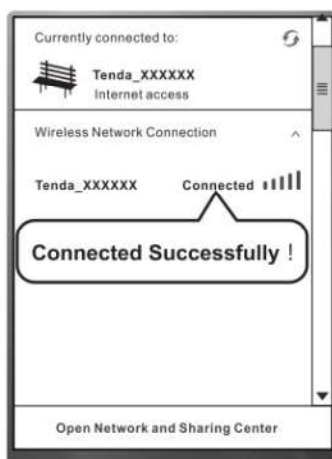 Currently connected to:
Tenda_XXXXXX
Internet access
Wireless Network Connection
Tenda_XXXXXX Connected
Connected Successfully !
Open Network and Sharing Center